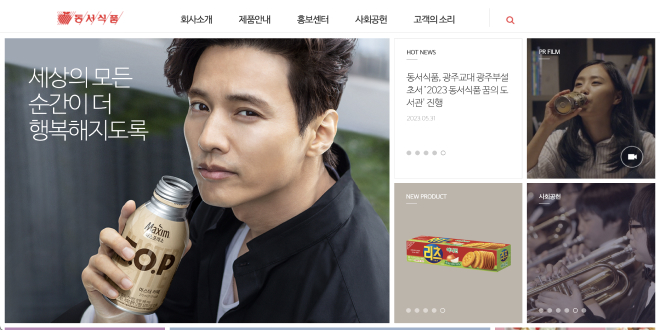 동서식품
회사소개 제품안내 홍보센터 사회공헌 고객의 소리
세상의 모든
순간이 더
행복해지도록
Maxim
T.O.P
HOT NEWS
동서식품, 광주교대 광주부설
초서 '2023 동서식품 꿈의 도
서관' 진행
2023.05.31
PR FILM
NEW PRODUCT
리츠
사회공헌